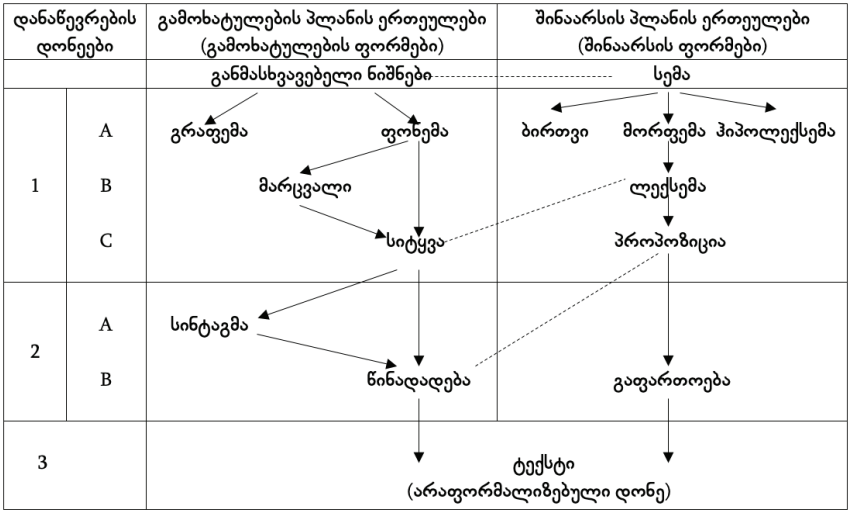 დანაწევრების გამოხატულების პლანის ერთეულები შინაარსის პლანის ერთეულები
დონეები (გამოხატულების ფორმები) (შინაარსის ფორმები)
განმასხვავებელი ნიშნები სემა
A გრაფემა ფონემა ბირთვი მორფემა ჰიპოლექსემა
1 B მარცვალი ლექსემა
C სიტყვა პროპოზიცია
A სინტაგმა
2
B წინადადება გაფართოება
3 ტექსტი
(არაფორმალიზებული დონე)